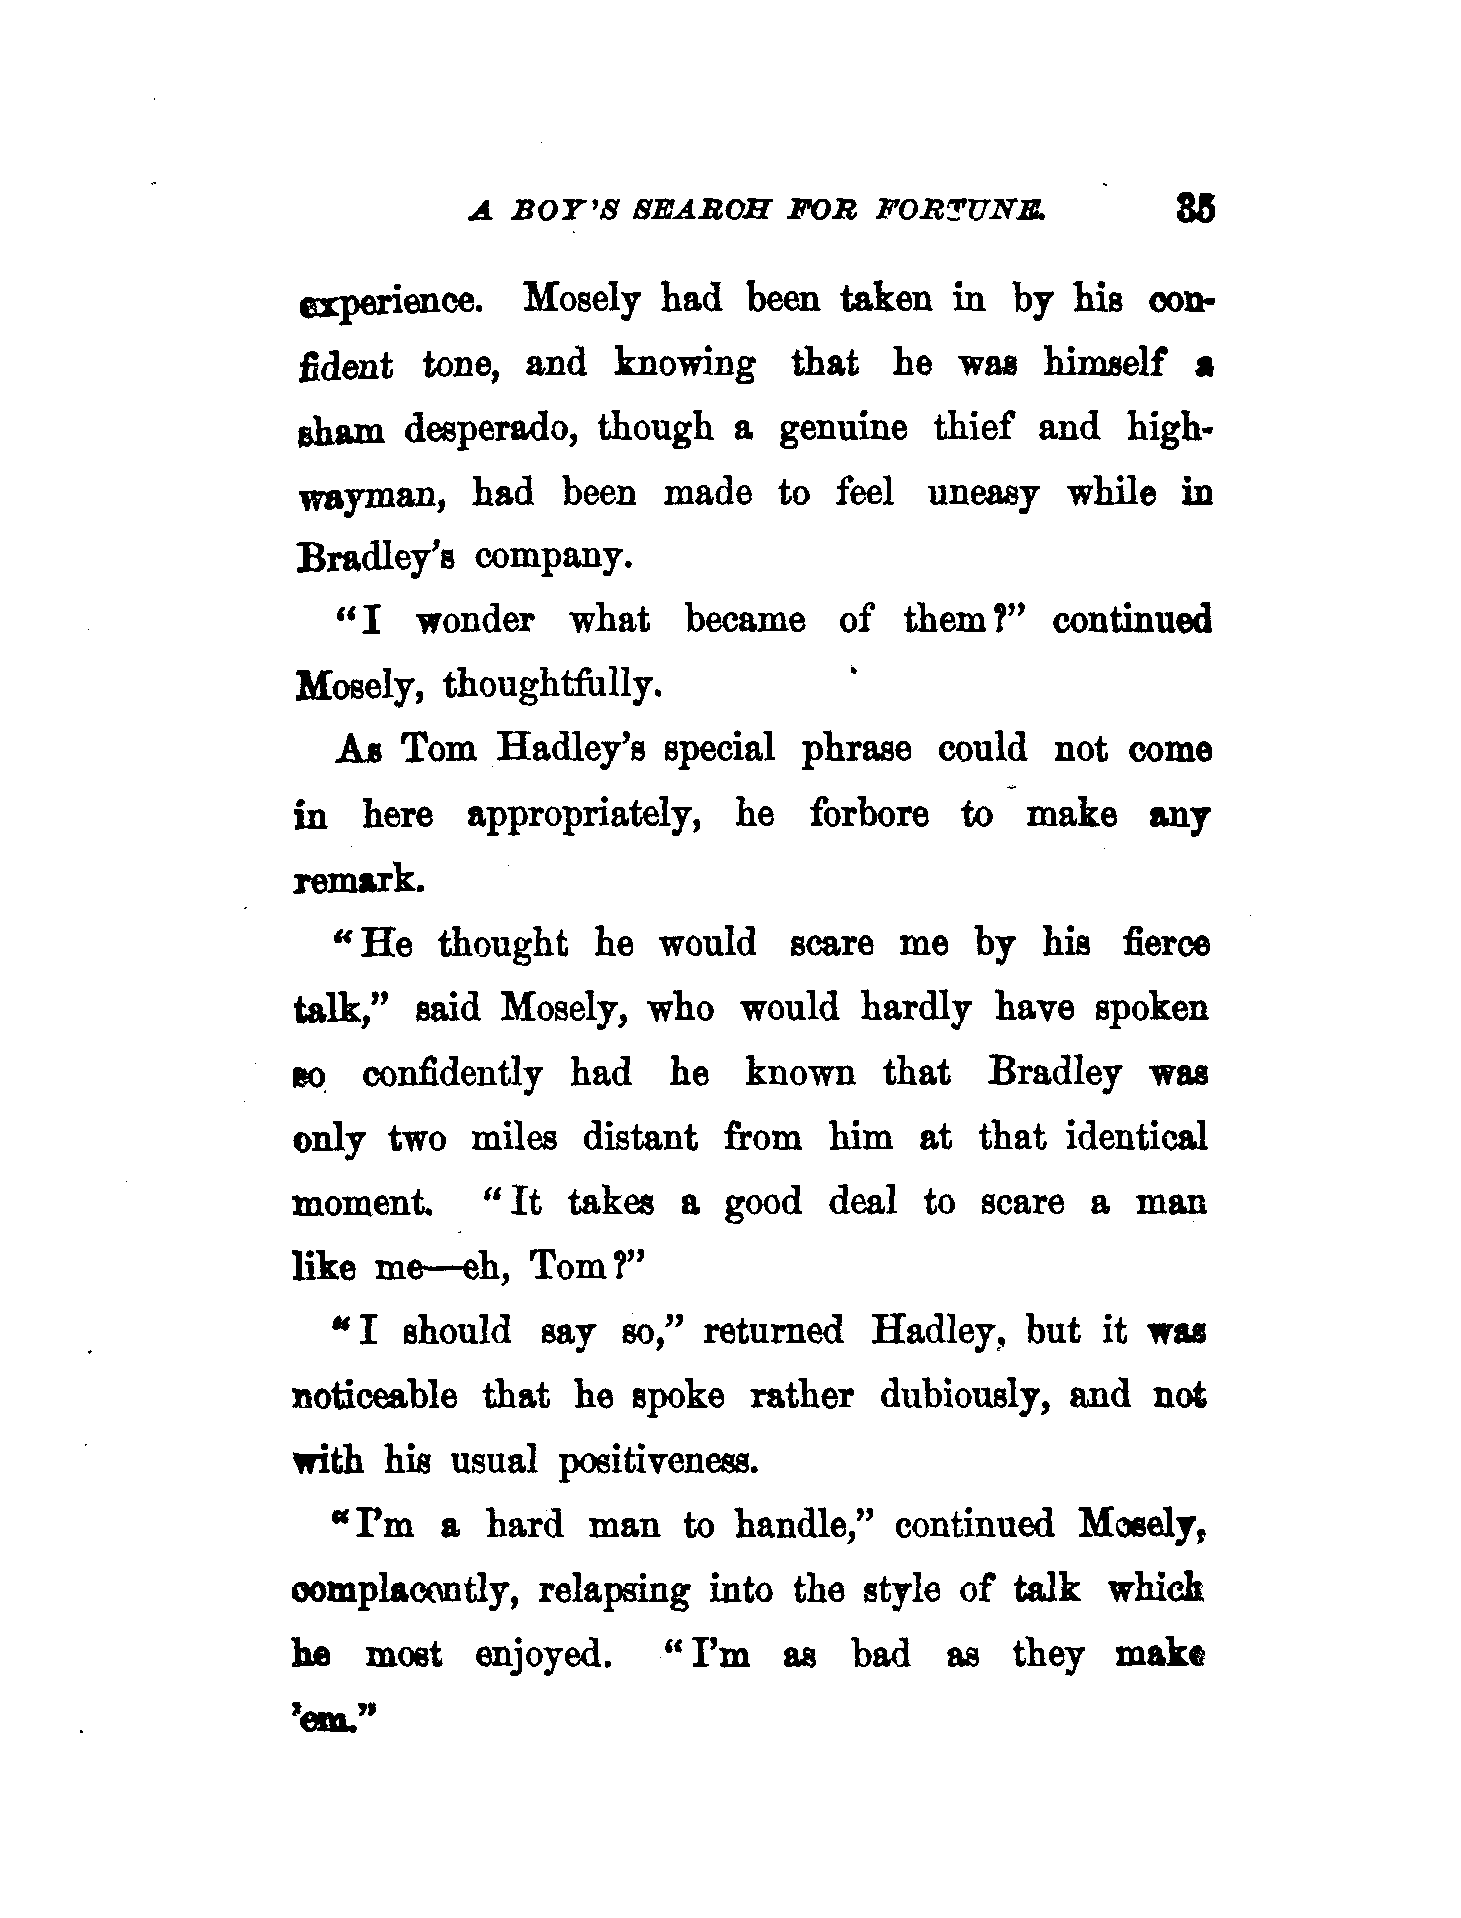 A BOY'S SEARCH FOR FORTUNE. 35
experience. Mosely had been taken in by his con-
fident tone, and knowing that he was himself a
sham desperado, though a genuine thief and high-
wayman, had been made to feel uneasy while in
Bradley's company.
"I wonder what became of them?" continued
Mosely, thoughtfully.
As Tom Hadley's special phrase could not come
in here appropriately, he forbore to make any
remark.
"He thought he would scare me by his fierce
talk," said Mosely, who would hardly have spoken
so confidently had he known that Bradley was
only two miles distant from him at that identical
moment. "It takes a good deal to scare a man
like me—eh, Tom?"
"I should say so," returned Hadley, but it was
noticeable that he spoke rather dubiously, and not
with his usual positiveness.
"I'm a hard man to handle," continued Mosely,
complacently, relapsing into the style of talk which
he most enjoyed. "I'm as bad as they make
'em."